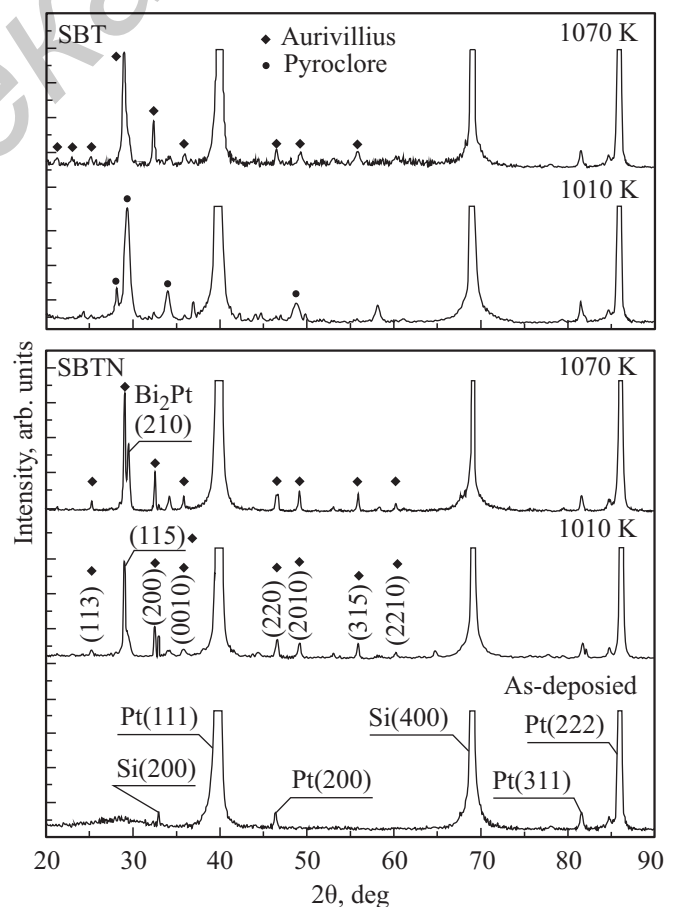 SBT
◆ Aurivillius
● Pyroclore
1070 K
1010 K
SBTN
1070 K
Bi₂Pt
(210)
1010 K
(115)
(113)
(200)
(0010)
(220)
(2010)
(315)
(2210)
As-deposied
Pt(111)
Si(200)
Pt(200)
Si(400)
Pt(311)
Pt(222)
Intensity, arb. units
20 30 40 50 60 70 80 90
2θ, deg